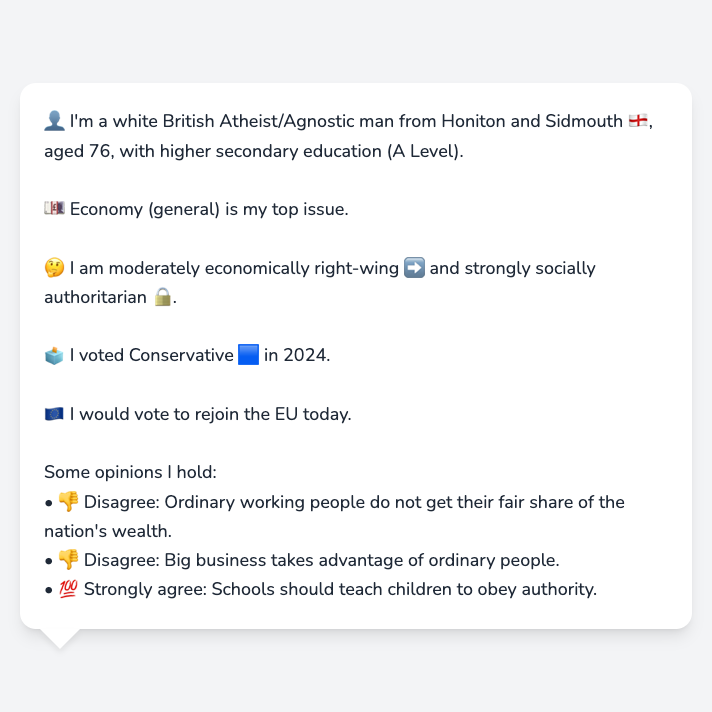 👤 I'm a white British Atheist/Agnostic man from Honiton and Sidmouth 🏴󠁧󠁢󠁥󠁮󠁧󠁿,
aged 76, with higher secondary education (A Level).
💷 Economy (general) is my top issue.
🤔 I am moderately economically right-wing ➡️ and strongly socially
authoritarian 🔒.
🗳️ I voted Conservative 🟦 in 2024.
🇪🇺 I would vote to rejoin the EU today.
Some opinions I hold:
• 👎 Disagree: Ordinary working people do not get their fair share of the
nation's wealth.
• 👎 Disagree: Big business takes advantage of ordinary people.
• 💯 Strongly agree: Schools should teach children to obey authority.